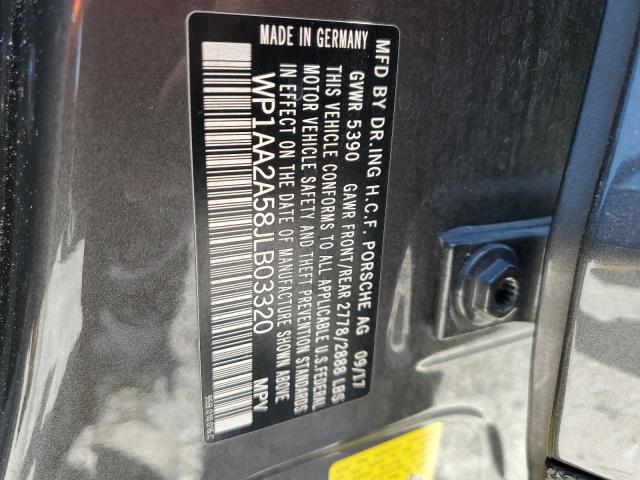 MFD BY DR.ING H.C.F. PORSCHE AG 09/17
GVWR 5390 GAWR FRONT/REAR 2778/2888 LBS
THIS VEHICLE CONFORMS TO ALL APPLICABLE U.S.FEDERAL
MOTOR VEHICLE SAFETY AND THEFT PREVENTION STANDARDS
IN EFFECT ON THE DATE OF MANUFACTURE SHOWN ABOVE
WP1AA2A58JLB03320 MPV
MADE IN GERMANY